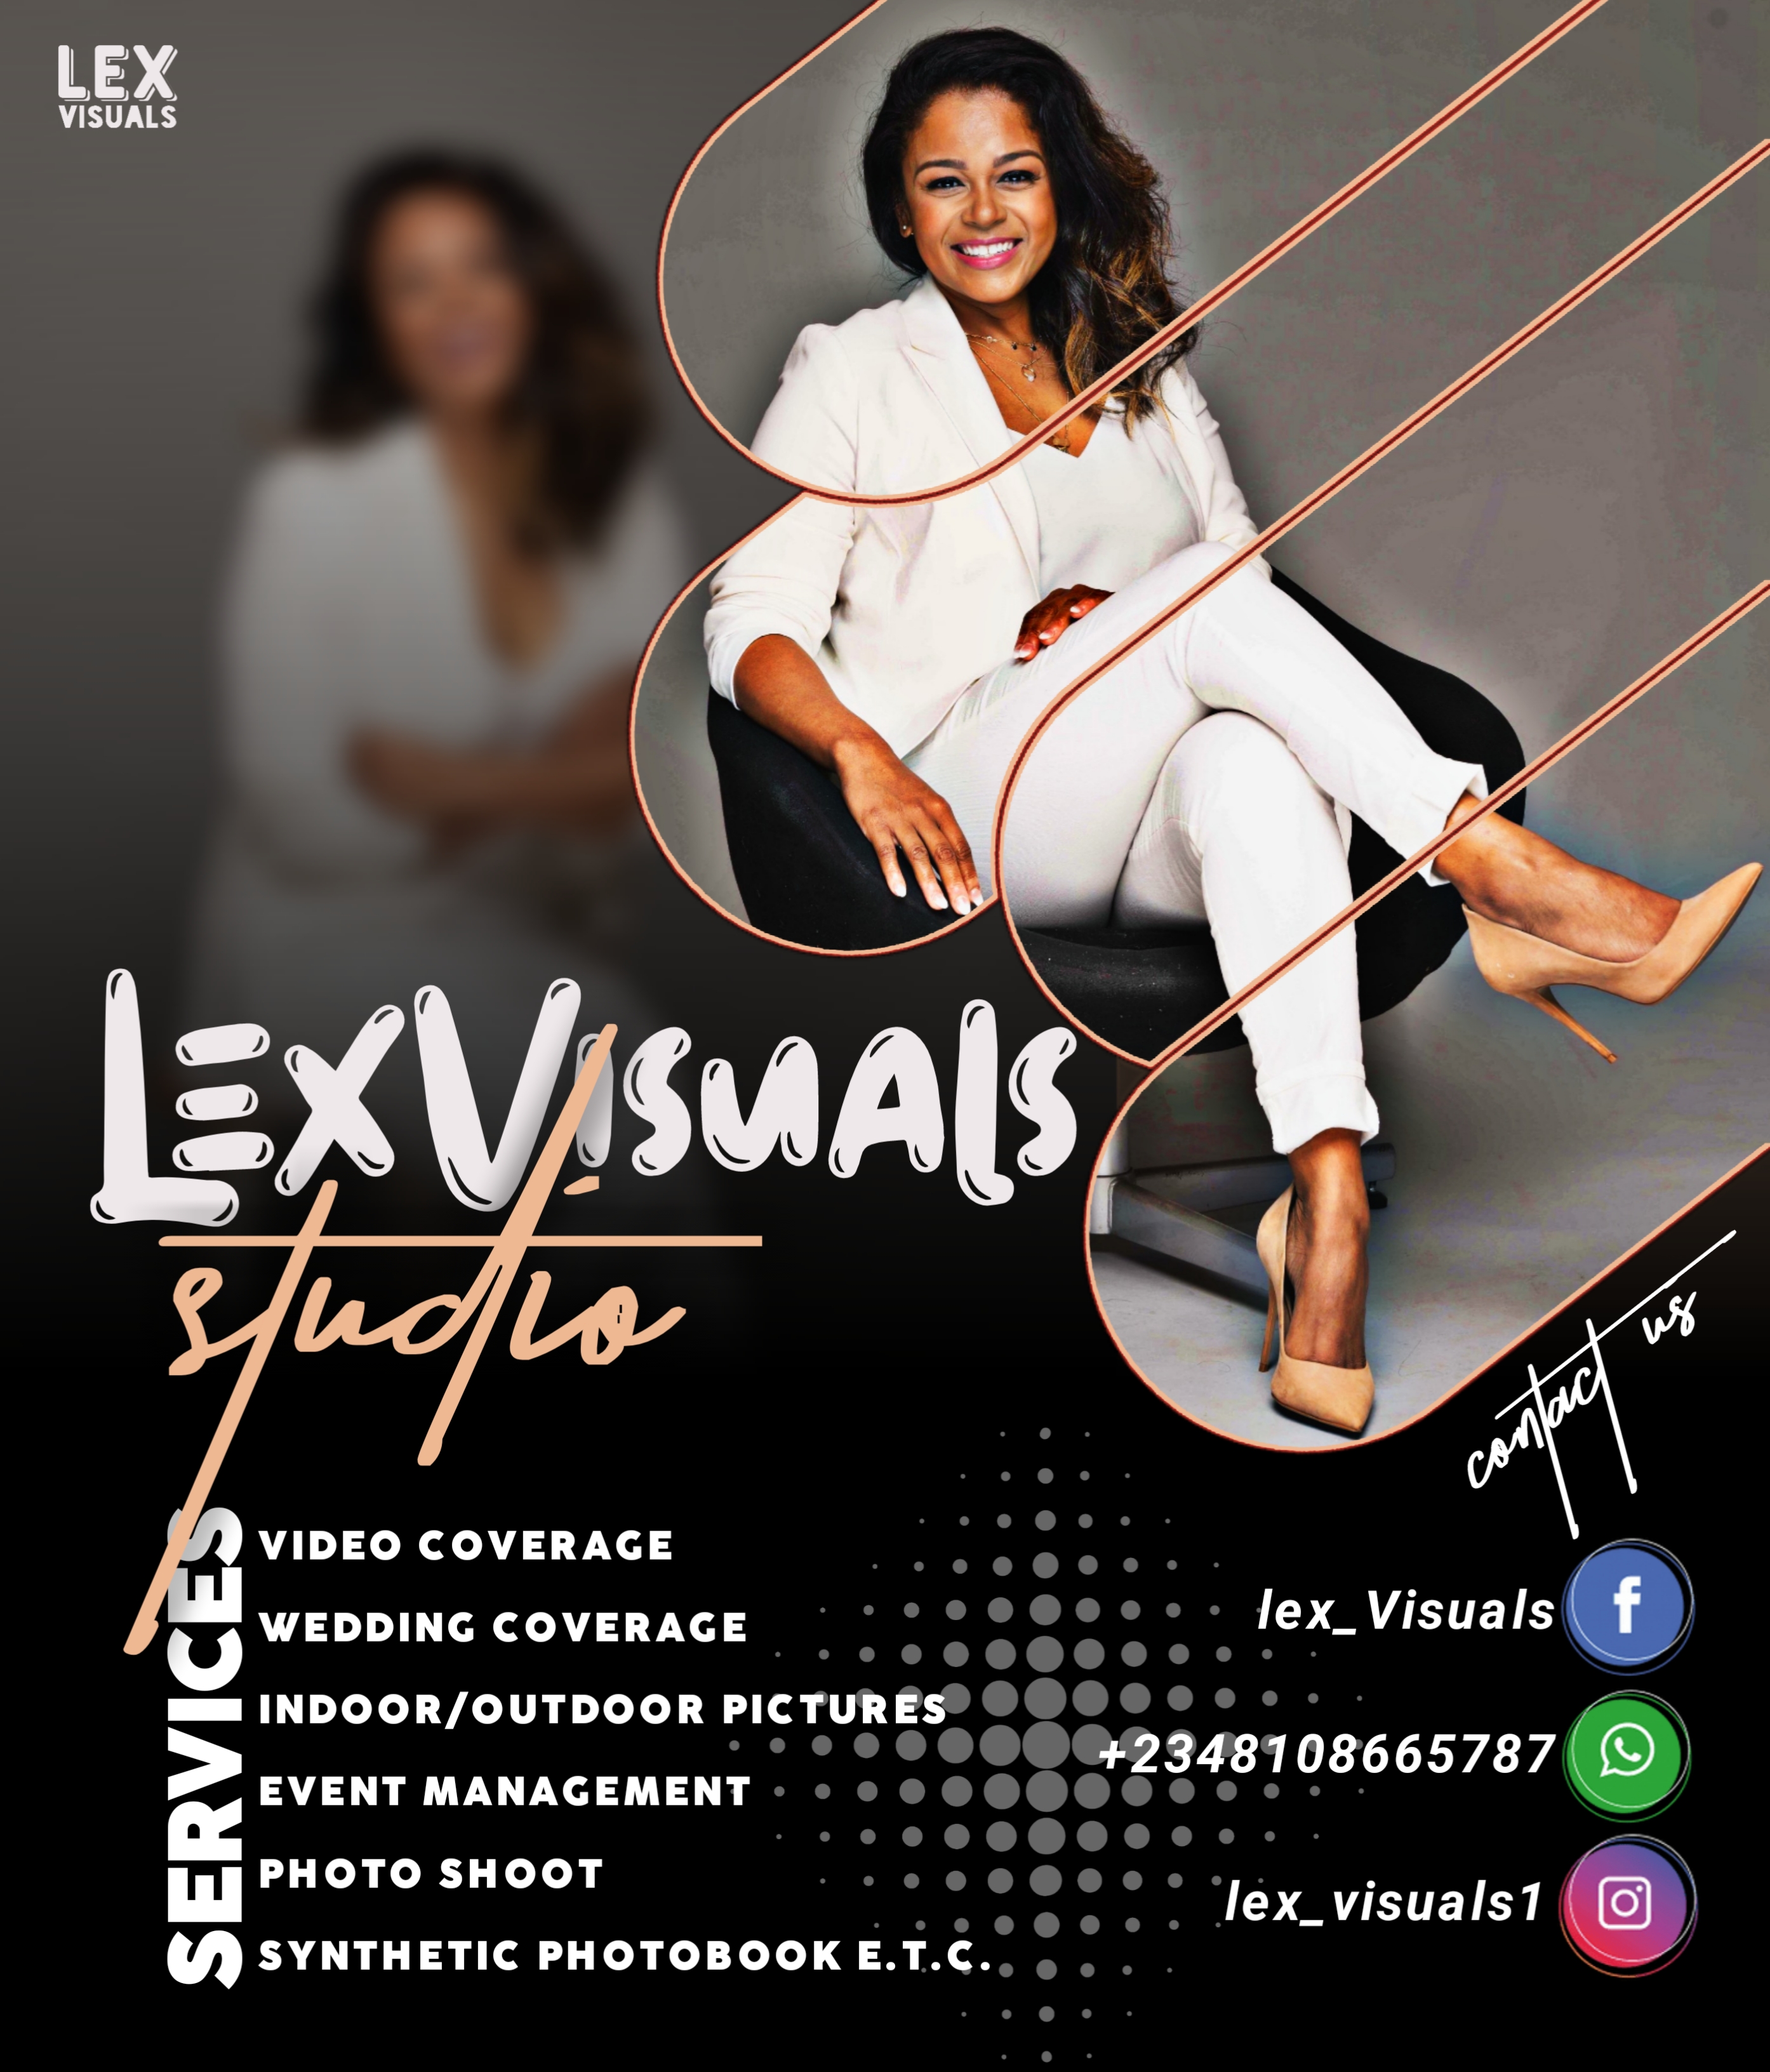 LEX
VISUALS
LexVisuals
studio
SERVICES
VIDEO COVERAGE
WEDDING COVERAGE
INDOOR/OUTDOOR PICTURES
EVENT MANAGEMENT
PHOTO SHOOT
SYNTHETIC PHOTOBOOK E.T.C.
contact us
lex_Visuals
+2348108665787
lex_visuals1